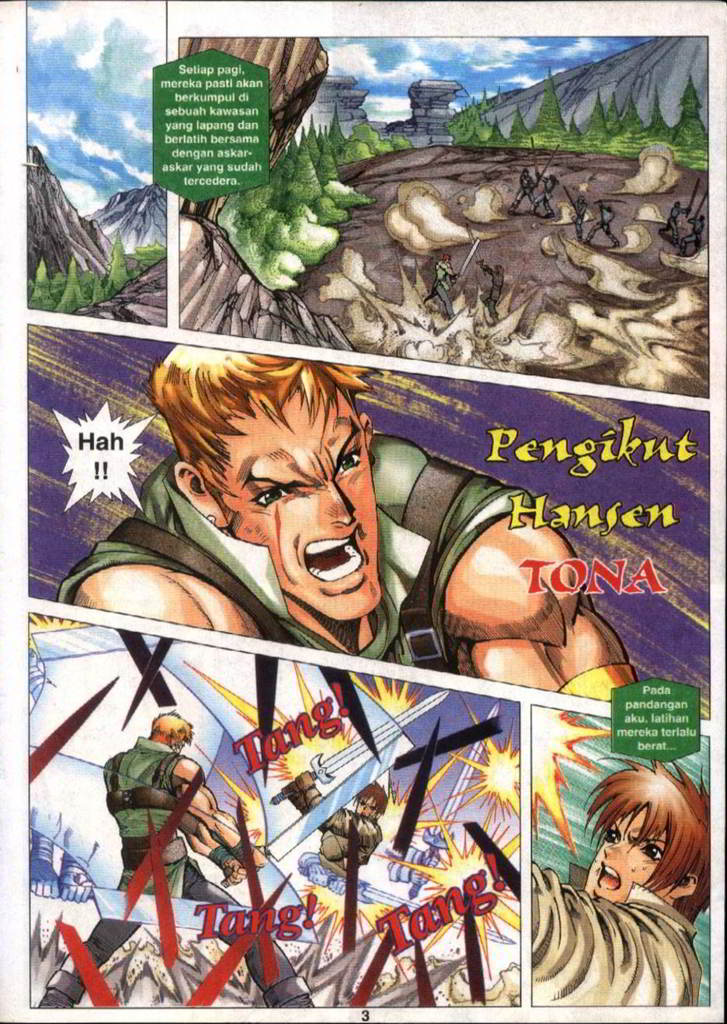 Setiap pagi,
mereka pasti akan
berkumpul di
sebuah kawasan
yang lapang dan
berlatih bersama
dengan askar-
askar yang sudah
tercedera.
Hah
!!
Pengikut
Hansen
TONA
Tang!
Tang!
Tang!
Pada
pandangan
aku, latihan
mereka terlalu
berat...
3